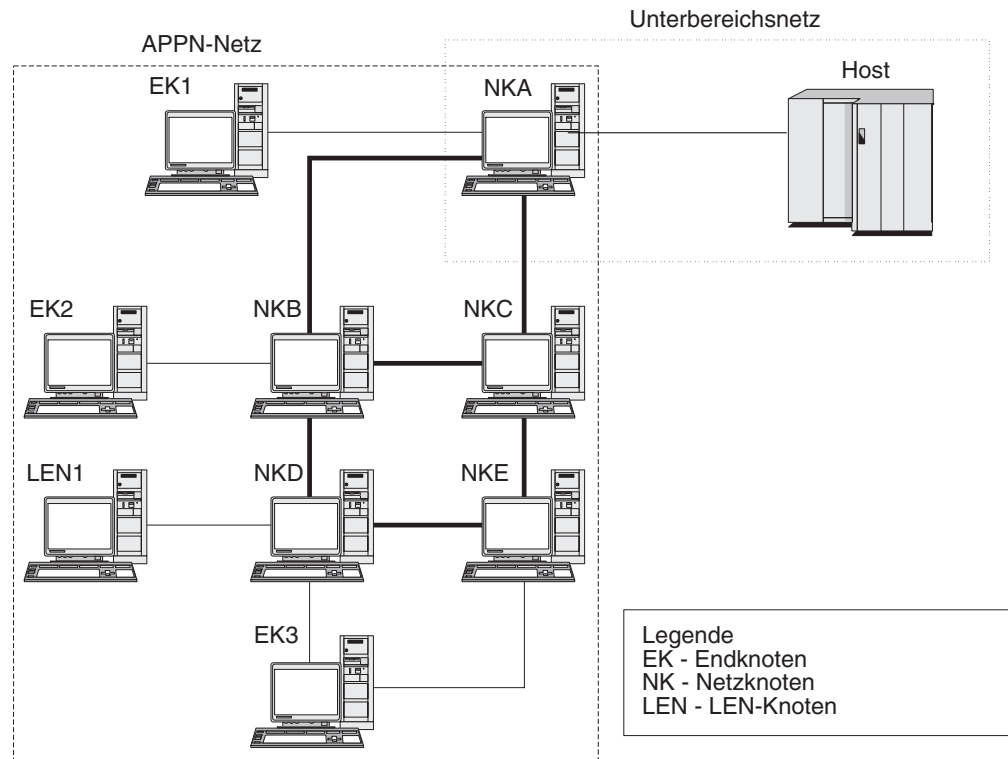 Unterbereichsnetz
APPN-Netz
Host
EK1
NKA
EK2
NKB
NKC
LEN1
NKD
NKE
EK3
Legende
EK - Endknoten
NK - Netzknoten
LEN - LEN-Knoten